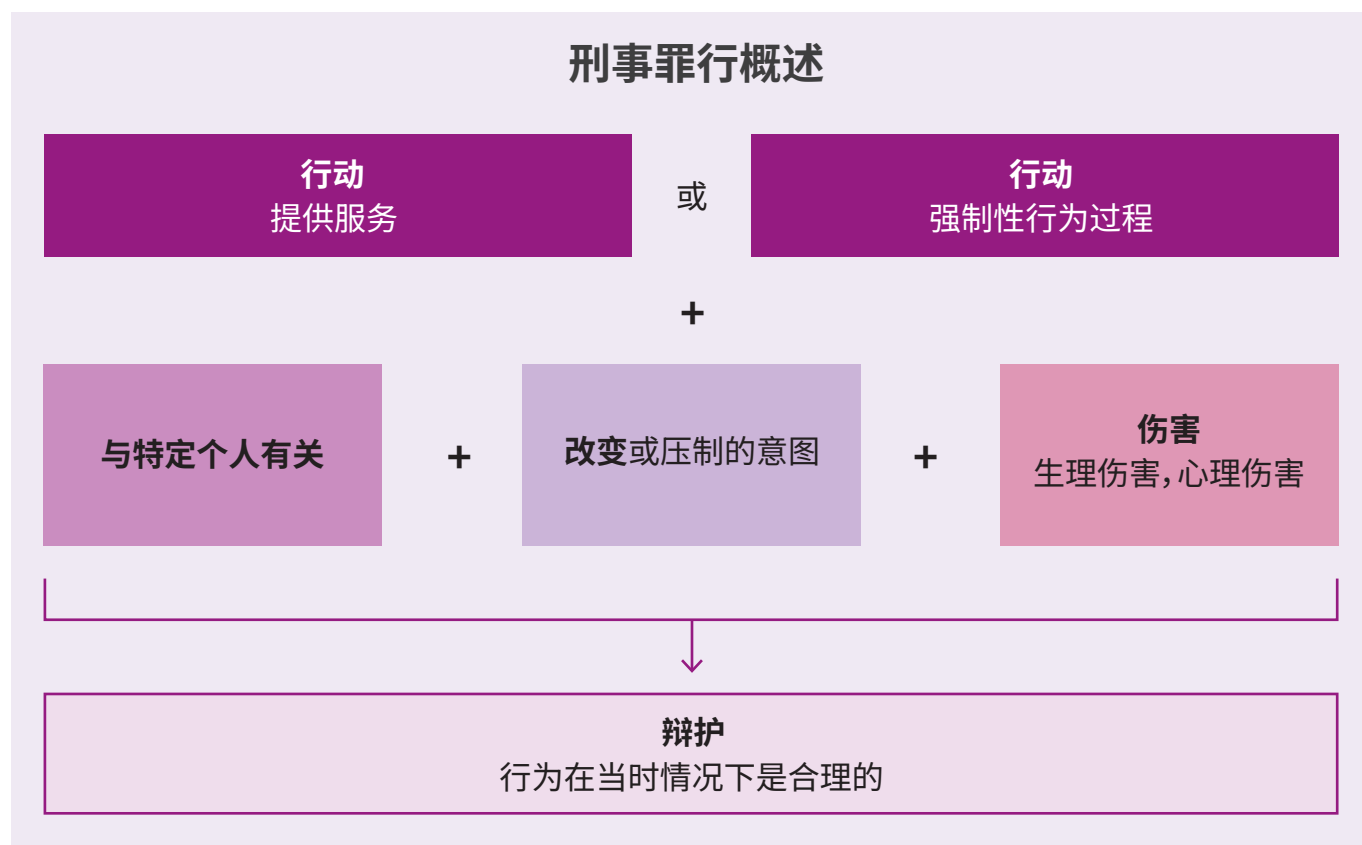 刑事罪行概述
行动
提供服务
或
行动
强制性行为过程
+
与特定个人有关
+
改变或压制的意图
+
伤害
生理伤害,心理伤害
辩护
行为在当时情况下是合理的